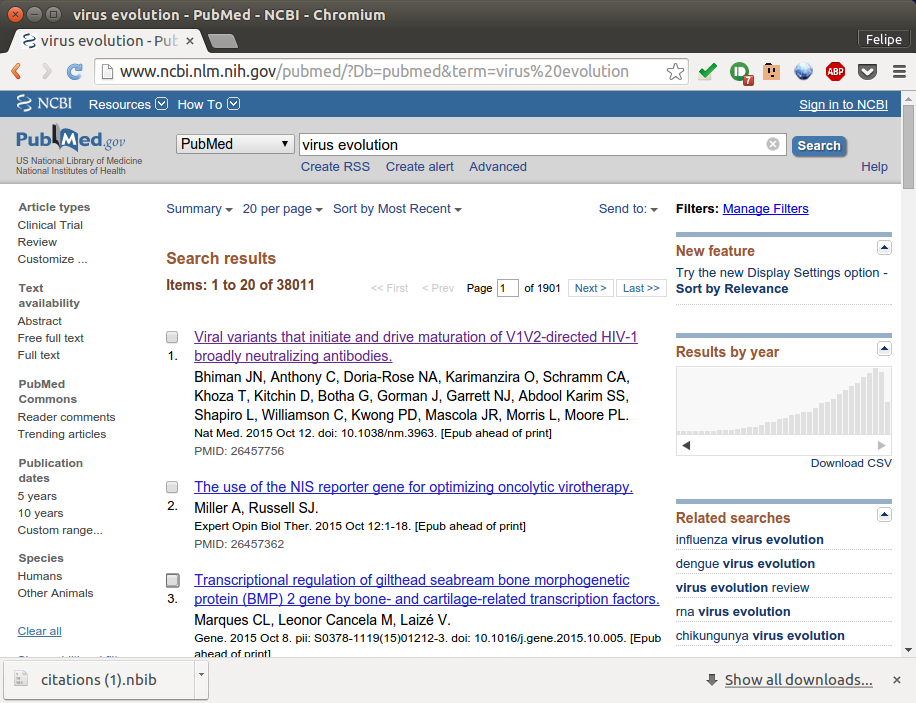 virus evolution - PubMed - NCBI - Chromium
virus evolution - Pub
Felipe
www.ncbi.nlm.nih.gov/pubmed/?Db=pubmed&term=virus%20evolution
7
ABP
NCBI Resources How To
Sign in to NCBI
PubMed.gov
US National Library of Medicine
National Institutes of Health
PubMed
virus evolution
Search
Create RSS Create alert Advanced
Help
Article types
Clinical Trial
Review
Customize ...
Text
availability
Abstract
Free full text
Full text
PubMed
Commons
Reader comments
Trending articles
Publication
dates
5 years
10 years
Custom range...
Species
Humans
Other Animals
Clear all
Summary 20 per page Sort by Most Recent Send to:
Search results
Items: 1 to 20 of 38011
<< First < Prev Page 1 of 1901 Next > Last >>
1.
Viral variants that initiate and drive maturation of V1V2-directed HIV-1
broadly neutralizing antibodies.
Bhiman JN, Anthony C, Doria-Rose NA, Karimanzira O, Schramm CA,
Khoza T, Kitchin D, Botha G, Gorman J, Garrett NJ, Abdool Karim SS,
Shapiro L, Williamson C, Kwong PD, Mascola JR, Morris L, Moore PL.
Nat Med. 2015 Oct 12. doi: 10.1038/nm.3963. [Epub ahead of print]
PMID: 26457756
2.
The use of the NIS reporter gene for optimizing oncolytic virotherapy.
Miller A, Russell SJ.
Expert Opin Biol Ther. 2015 Oct 12:1-18. [Epub ahead of print]
PMID: 26457362
3.
Transcriptional regulation of gilthead seabream bone morphogenetic
protein (BMP) 2 gene by bone- and cartilage-related transcription factors.
Marques CL, Leonor Cancela M, Laizé V.
Gene. 2015 Oct 8. pii: S0378-1119(15)01212-3. doi: 10.1016/j.gene.2015.10.005. [Epub
ahead of print]
Filters: Manage Filters
New feature
Try the new Display Settings option -
Sort by Relevance
Results by year
Download CSV
Related searches
influenza virus evolution
dengue virus evolution
virus evolution review
rna virus evolution
chikungunya virus evolution
citations (1).nbib
Show all downloads...